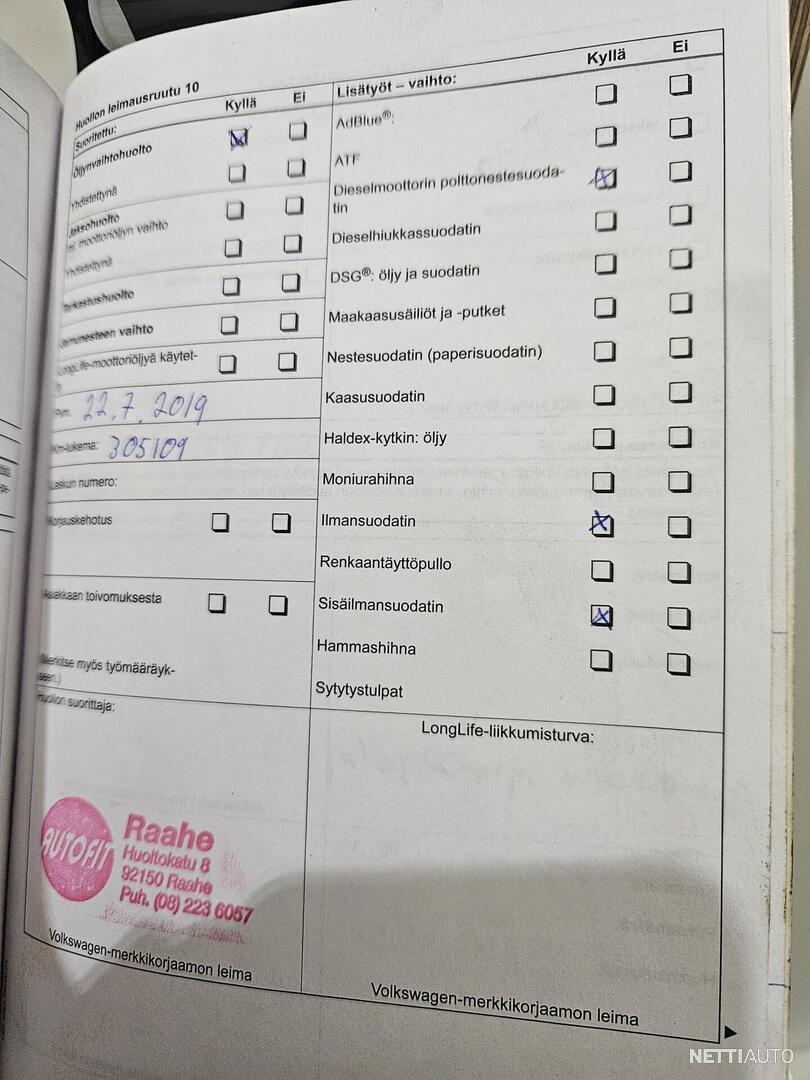 Huollon leimausruutu 10
Suoritettu:
Kyllä
Ei
Öljynvaihtohuolto
Yhdistettynä
Jaksohuolto
moottoriöljyn vaihto
Yhdistettynä
Tarkastushuolto
Jarrunesteen vaihto
LongLife-moottoriöljyä käytet-
Pvm. 22.7.2019
Km-lukema: 305109
Laskun numero:
Korjauskehotus
Asiakkaan toivomuksesta
(Merkitse myös työmääräyk-
seen.)
Huollon suorittaja:
AUTOFIT
Raahe
Huoltokatu 8
92150 Raahe
Puh. (08) 223 6057
Volkswagen-merkkikorjaamon leima
Lisätyöt – vaihto:
Kyllä
Ei
AdBlue®:
ATF
Dieselmoottorin polttonestesuoda-
tin
Dieselhiukkassuodatin
DSG®: öljy ja suodatin
Maakaasusäiliöt ja -putket
Nestesuodatin (paperisuodatin)
Kaasusuodatin
Haldex-kytkin: öljy
Moniurahihna
Ilmansuodatin
Renkaantäyttöpullo
Sisäilmansuodatin
Hammashihna
Sytytystulpat
LongLife-liikkumisturva:
Volkswagen-merkkikorjaamon leima
NETTIAUTO